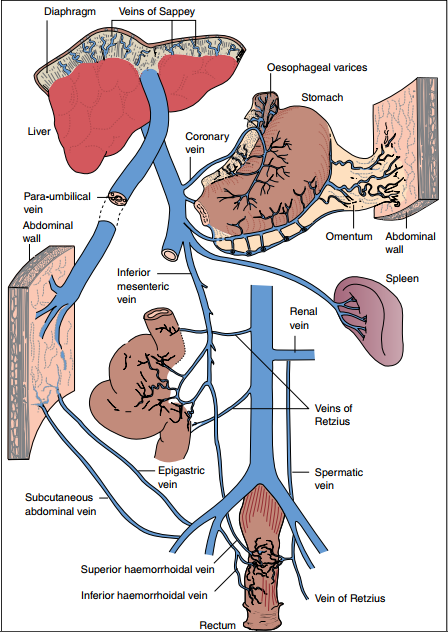 Diaphragm
Veins of Sappey
Oesophageal varices
Stomach
Liver
Coronary
vein
Para-umbilical
vein
Abdominal
wall
Omentum
Abdominal
wall
Inferior
mesenteric
vein
Spleen
Renal
vein
Veins of
Retzius
Epigastric
vein
Spermatic
vein
Subcutaneous
abdominal vein
Superior haemorrhoidal vein
Inferior haemorrhoidal vein
Vein of Retzius
Rectum